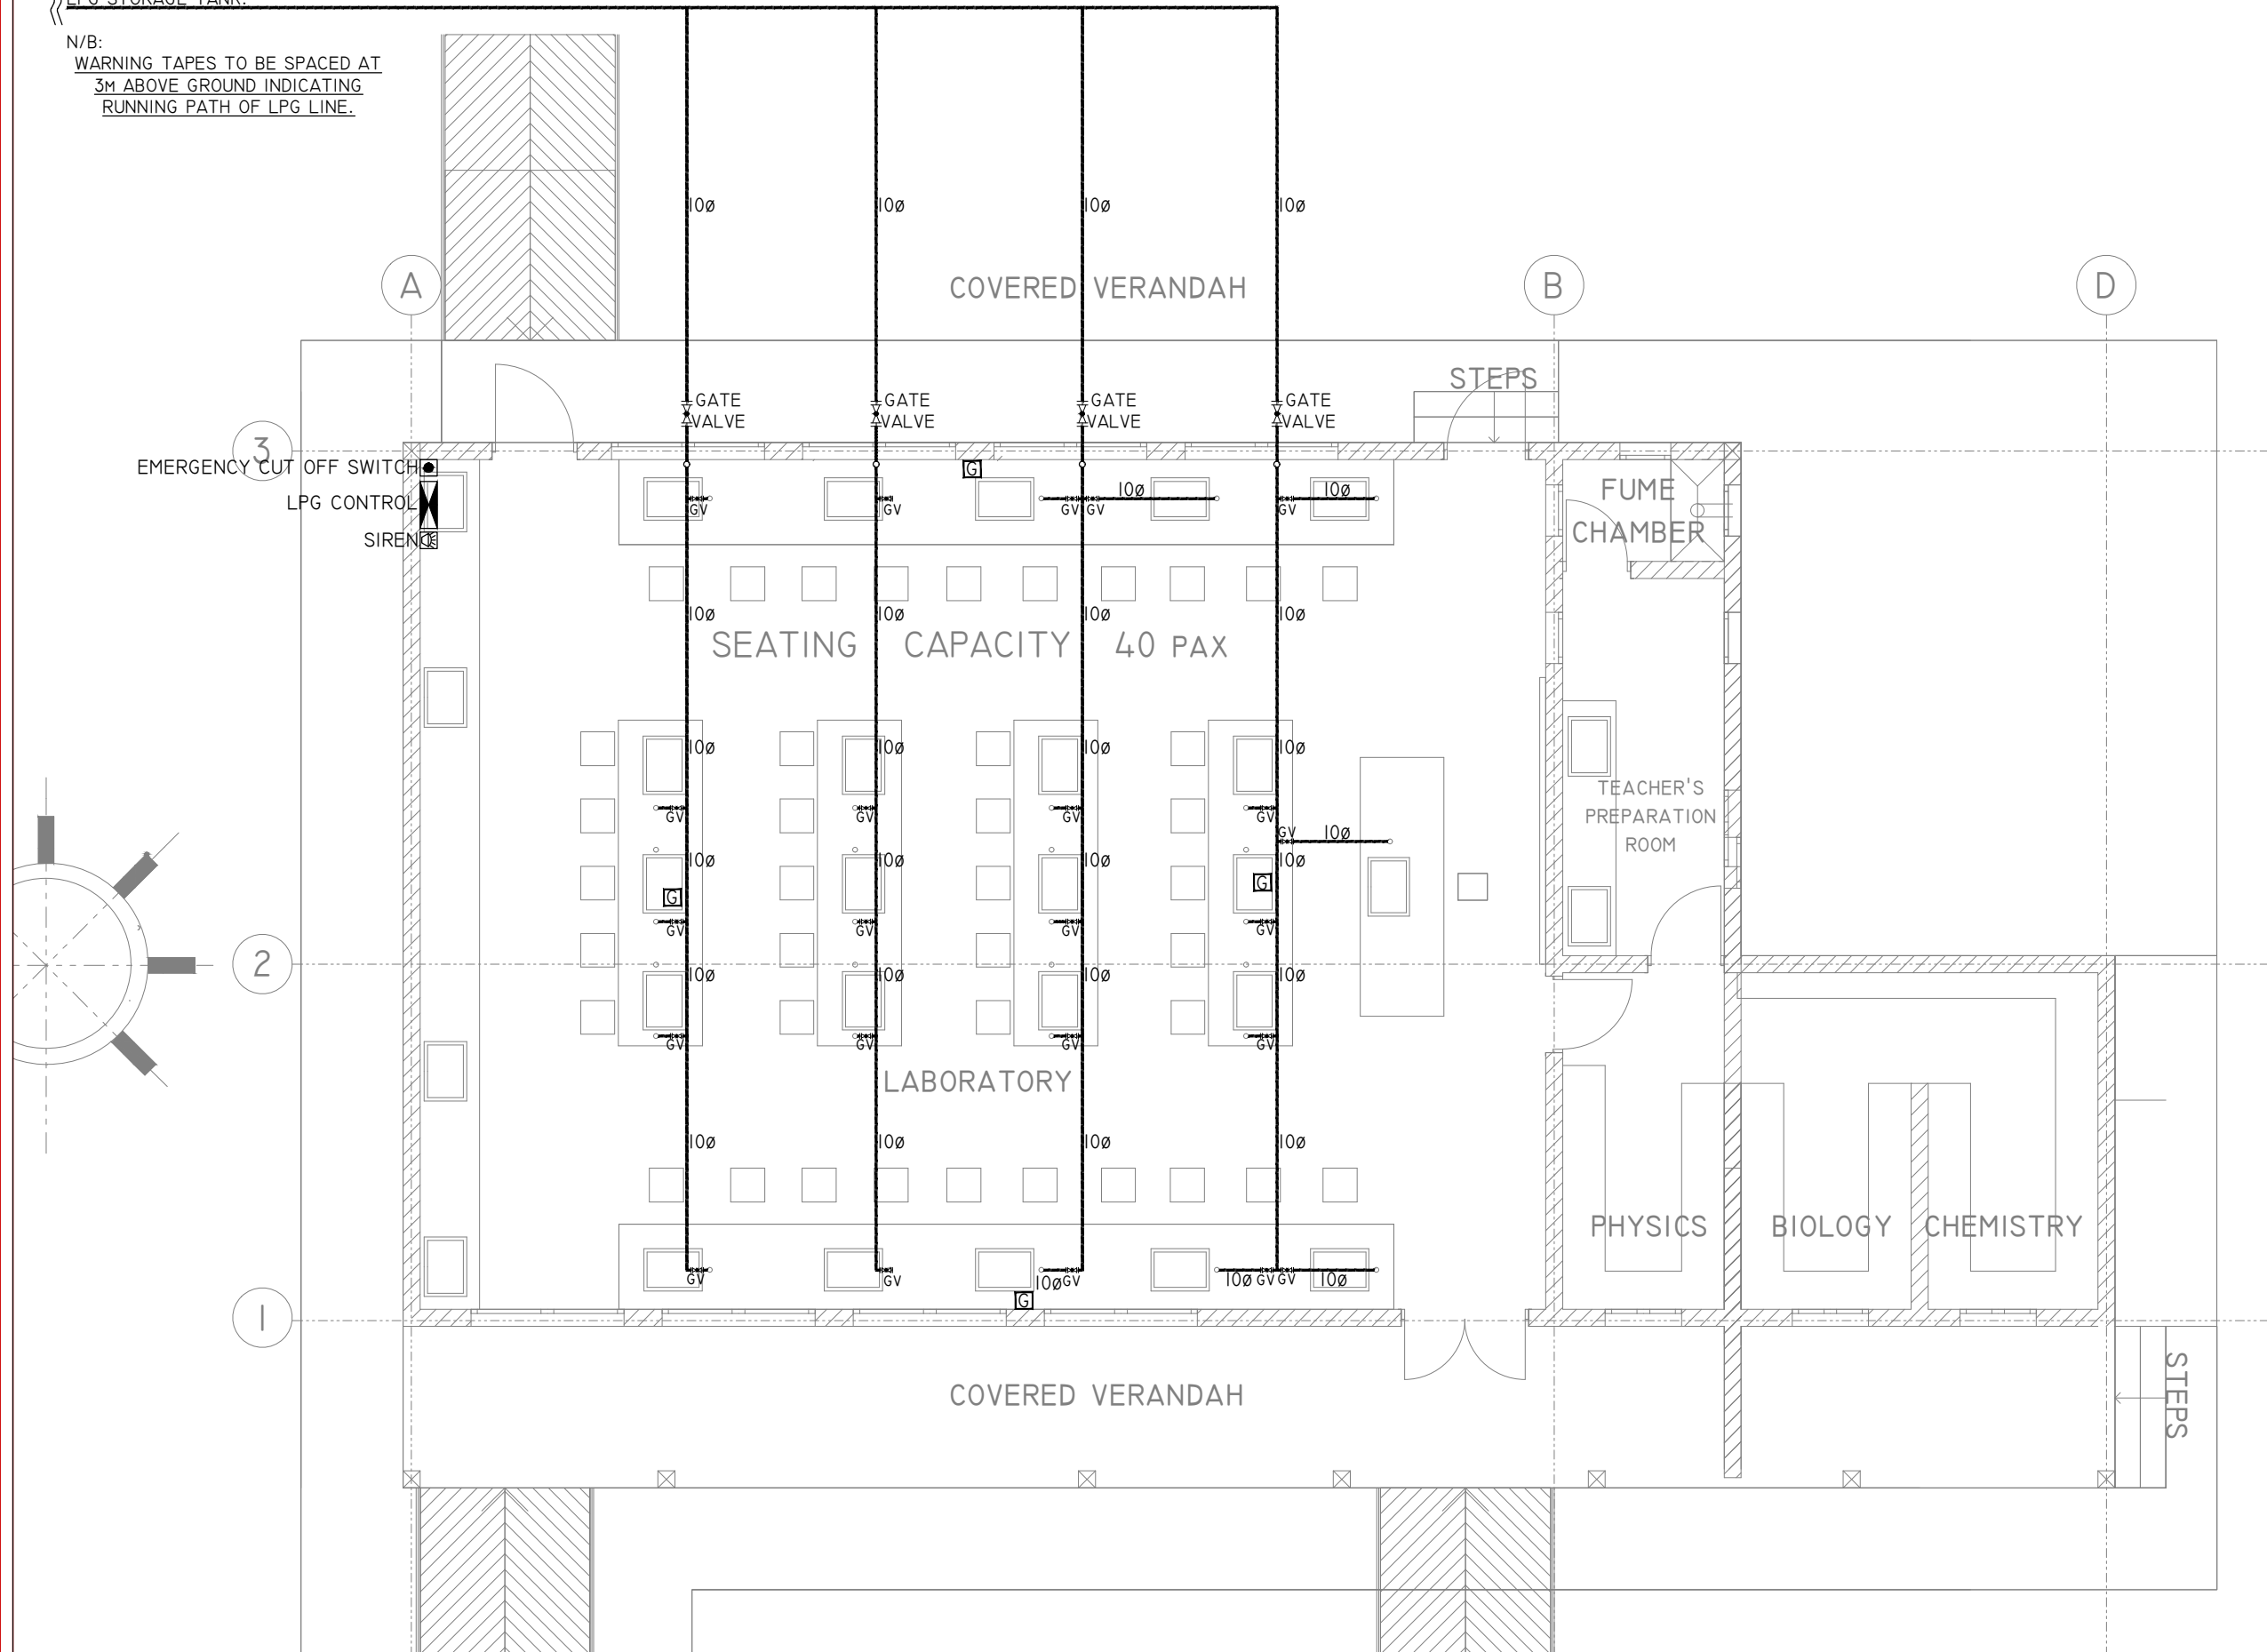 LPG STORAGE TANK.
N/B:
WARNING TAPES TO BE SPACED AT
3M ABOVE GROUND INDICATING
RUNNING PATH OF LPG LINE.
10ø 10ø 10ø 10ø
A COVERED VERANDAH B D
STEPS
GATE VALVE
GATE VALVE
GATE VALVE
GATE VALVE
3
EMERGENCY CUT OFF SWITCH
G
LPG CONTROL
10ø 10ø
GV GV GV GV GV
FUME
CHAMBER
SIREN
10ø 10ø 10ø 10ø
SEATING CAPACITY 40 PAX
10ø 10ø 10ø 10ø
TEACHER'S
PREPARATION
ROOM
GV GV GV GV
GV 10ø
10ø 10ø 10ø 10ø
G G
GV GV GV GV
2
10ø 10ø 10ø 10ø
GV GV GV GV
LABORATORY
10ø 10ø 10ø 10ø
PHYSICS BIOLOGY CHEMISTRY
GV GV 10ø GV 10ø GV GV 10ø
G
1
COVERED VERANDAH
STEPS